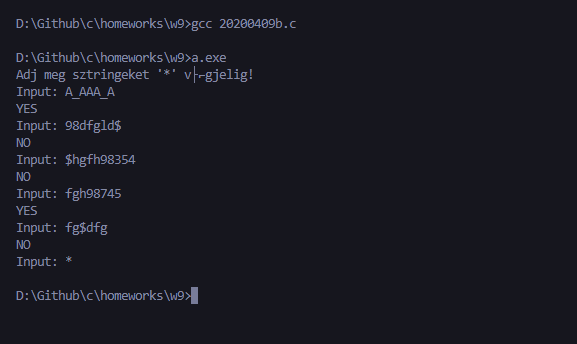 D:\Github\c\homeworks\w9>gcc 20200409b.c
D:\Github\c\homeworks\w9>a.exe
Adj meg sztringeket '*' v├⌐gjelig!
Input: A_AAA_A
YES
Input: 98dfgld$
NO
Input: $hgfh98354
NO
Input: fgh98745
YES
Input: fg$dfg
NO
Input: *
D:\Github\c\homeworks\w9>